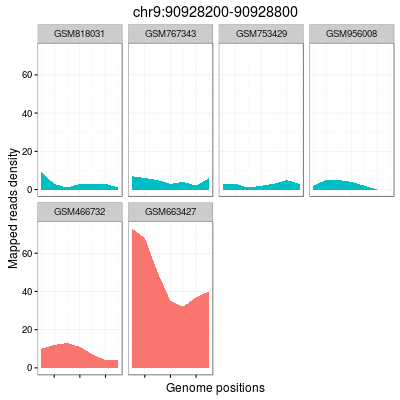 chr9:90928200-90928800
GSM818031 GSM767343 GSM753429 GSM956008
60
40
20
0
GSM466732 GSM663427
60
40
20
0
Mapped reads density
Genome positions